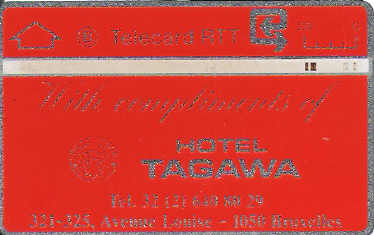 Telecard RTT
With compliments of
HOTEL
TAGAWA
Tel. 32 (2) 640 80 29
321-325, Avenue Louise - 1050 Bruxelles